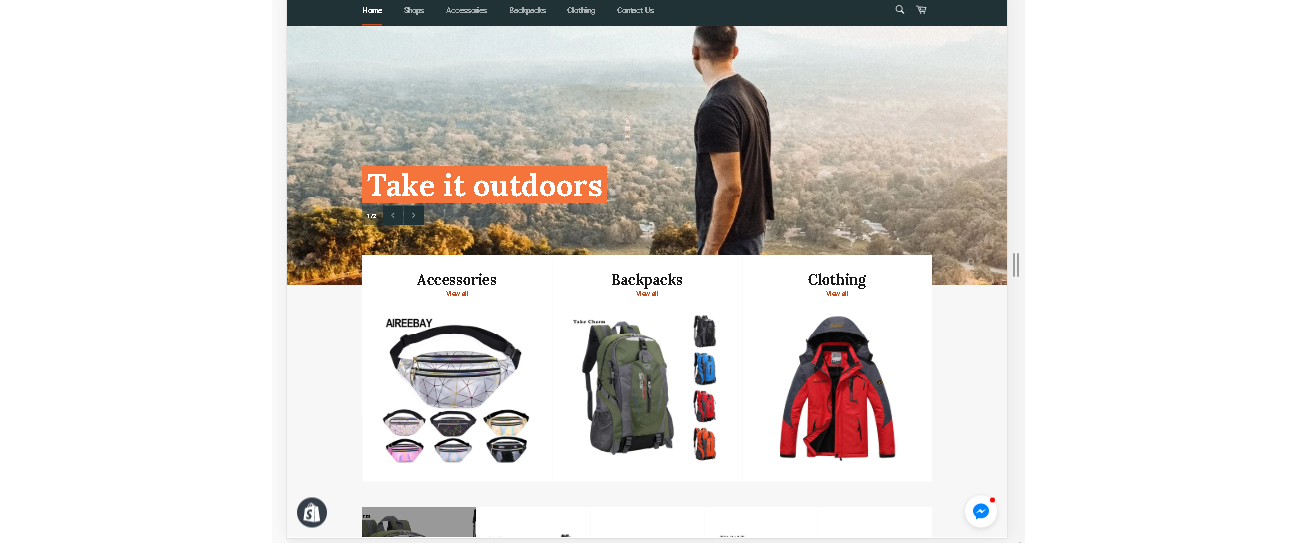 Home Shops Accessories Backpacks Clothing Contact Us
Take it outdoors
1/2
Accessories Backpacks Clothing
View all View all View all
AIREEBAY
Take Charm